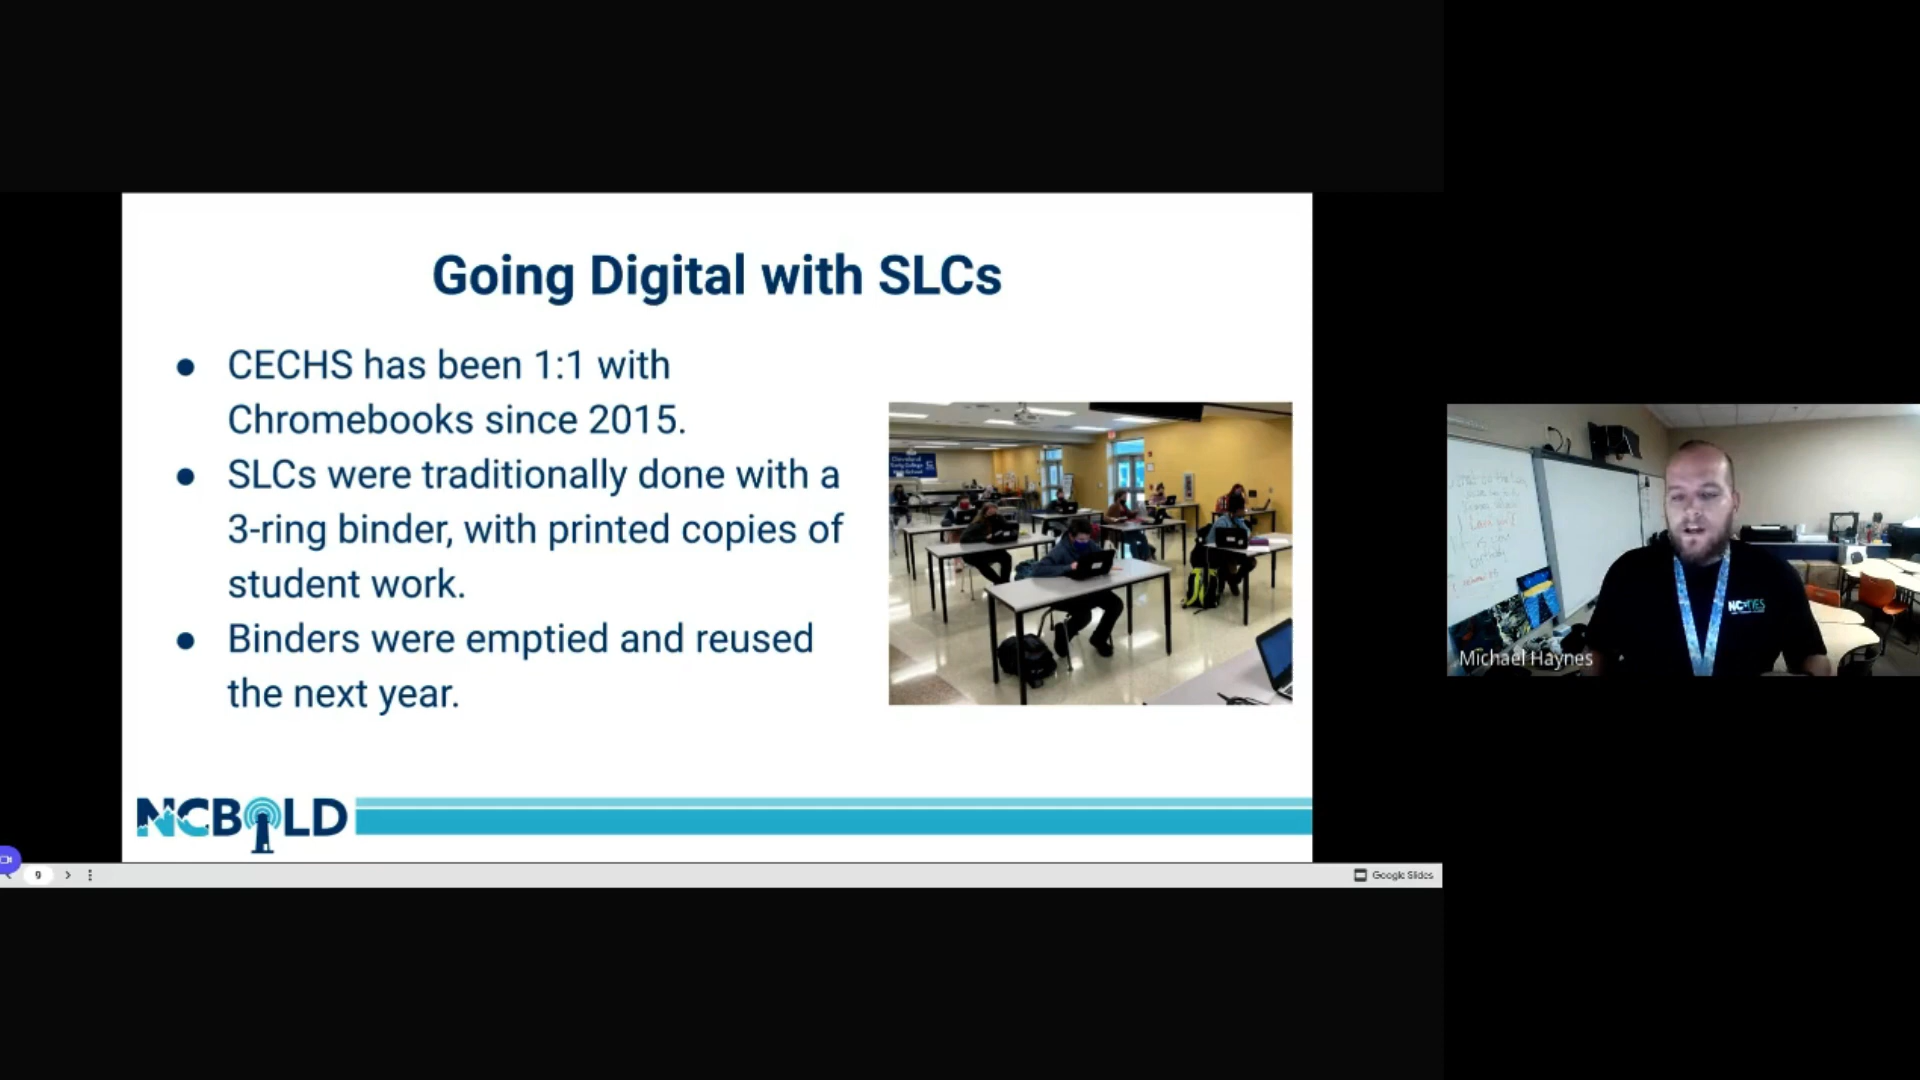 Going Digital with SLCs
● CECHS has been 1:1 with
Chromebooks since 2015.
● SLCs were traditionally done with a
3-ring binder, with printed copies of
student work.
● Binders were emptied and reused
the next year.
NCBOLD
9
Google Slides
Michael Haynes